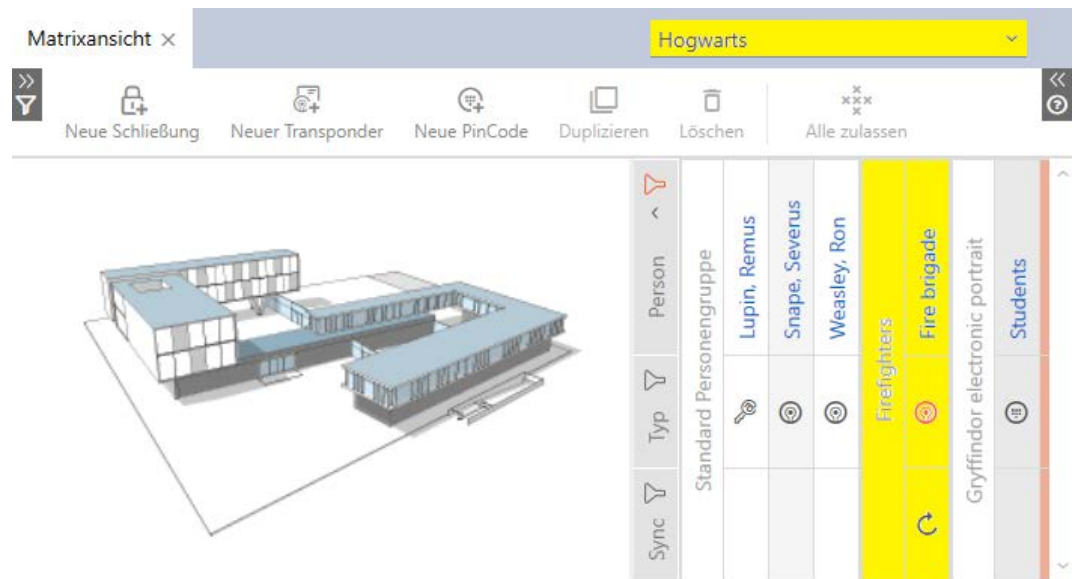 Matrixansicht
Hogwarts
Neue Schließung
Neuer Transponder
Neue PinCode
Duplizieren
Löschen
Alle zulassen
Person
Typ
Sync
Standard Personengruppe
Lupin, Remus
Snape, Severus
Weasley, Ron
Firefighters
Fire brigade
Gryffindor electronic portrait
Students